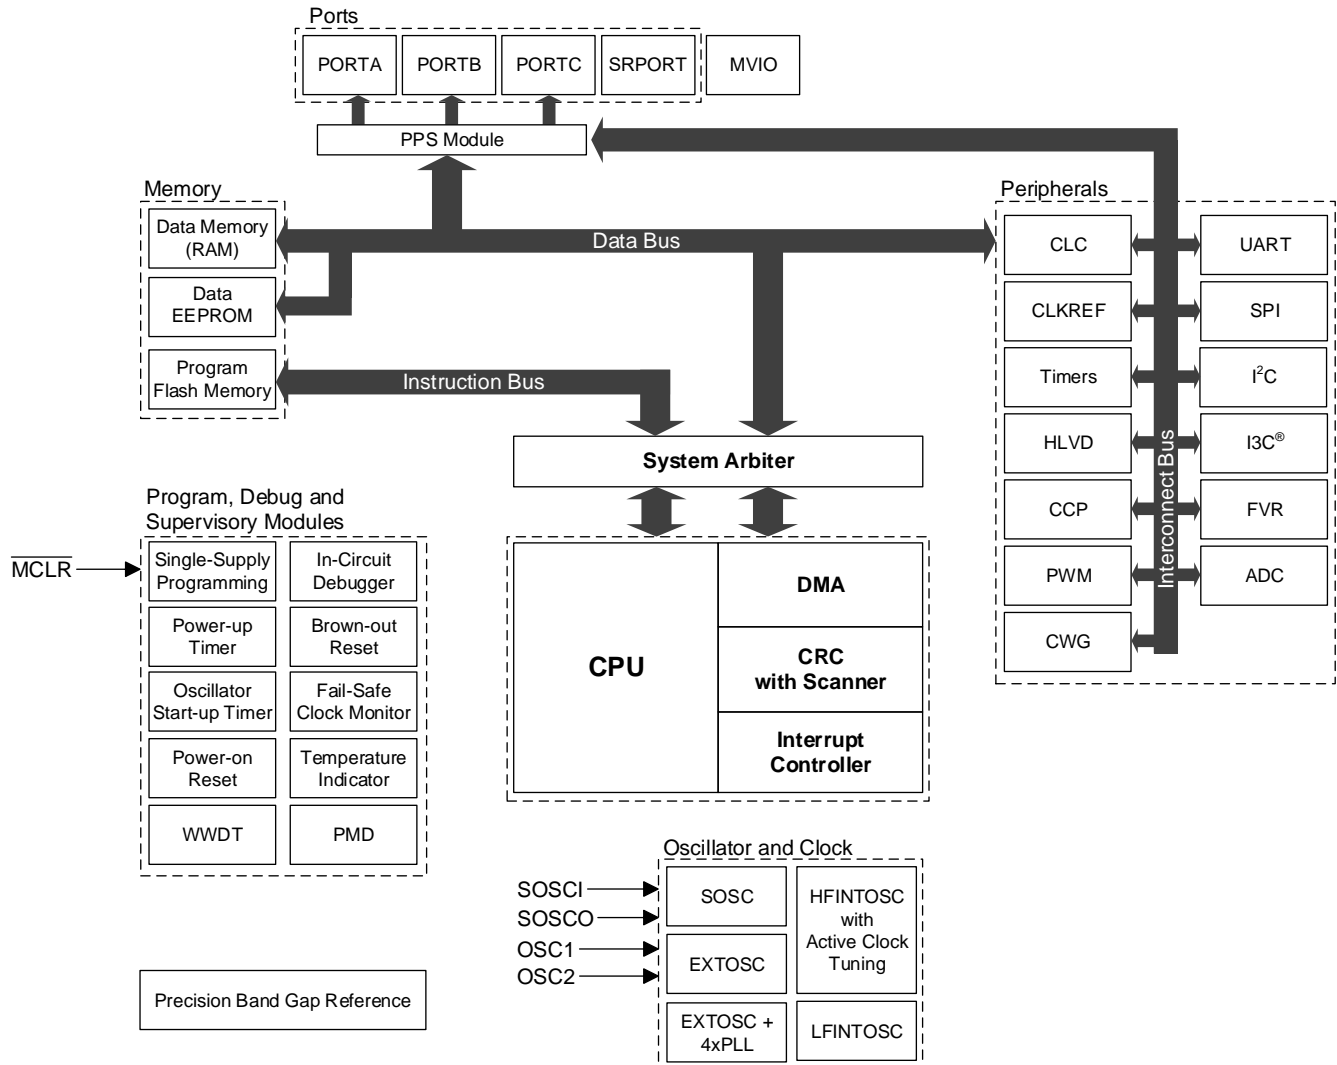 Ports
PORTA
PORTB
PORTC
SRPORT
MVIO
PPS Module
Memory
Data Memory
(RAM)
Data
EEPROM
Program
Flash Memory
Data Bus
Instruction Bus
System Arbiter
Peripherals
CLC
UART
CLKREF
SPI
Timers
I²C
HLVD
I3C®
CCP
FVR
PWM
ADC
CWG
Interconnect Bus
Program, Debug and
Supervisory Modules
MCLR
Single-Supply
Programming
In-Circuit
Debugger
Power-up
Timer
Brown-out
Reset
Oscillator
Start-up Timer
Fail-Safe
Clock Monitor
Power-on
Reset
Temperature
Indicator
WWDT
PMD
CPU
DMA
CRC
with Scanner
Interrupt
Controller
Oscillator and Clock
SOSCI
SOSCO
OSC1
OSC2
SOSC
HFINTOSC
with
Active Clock
Tuning
EXTOSC
EXTOSC +
4xPLL
LFINTOSC
Precision Band Gap Reference